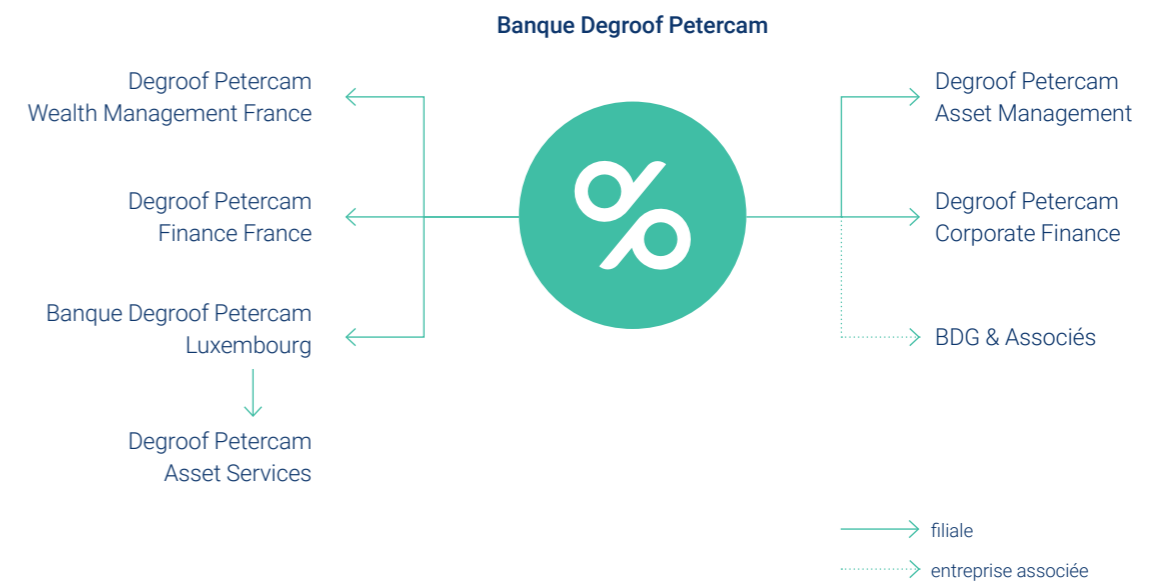 Banque Degroof Petercam
Degroof Petercam
Wealth Management France
Degroof Petercam
Finance France
Banque Degroof Petercam
Luxembourg
Degroof Petercam
Asset Services
Degroof Petercam
Asset Management
Degroof Petercam
Corporate Finance
BDG & Associés
filiale
entreprise associée